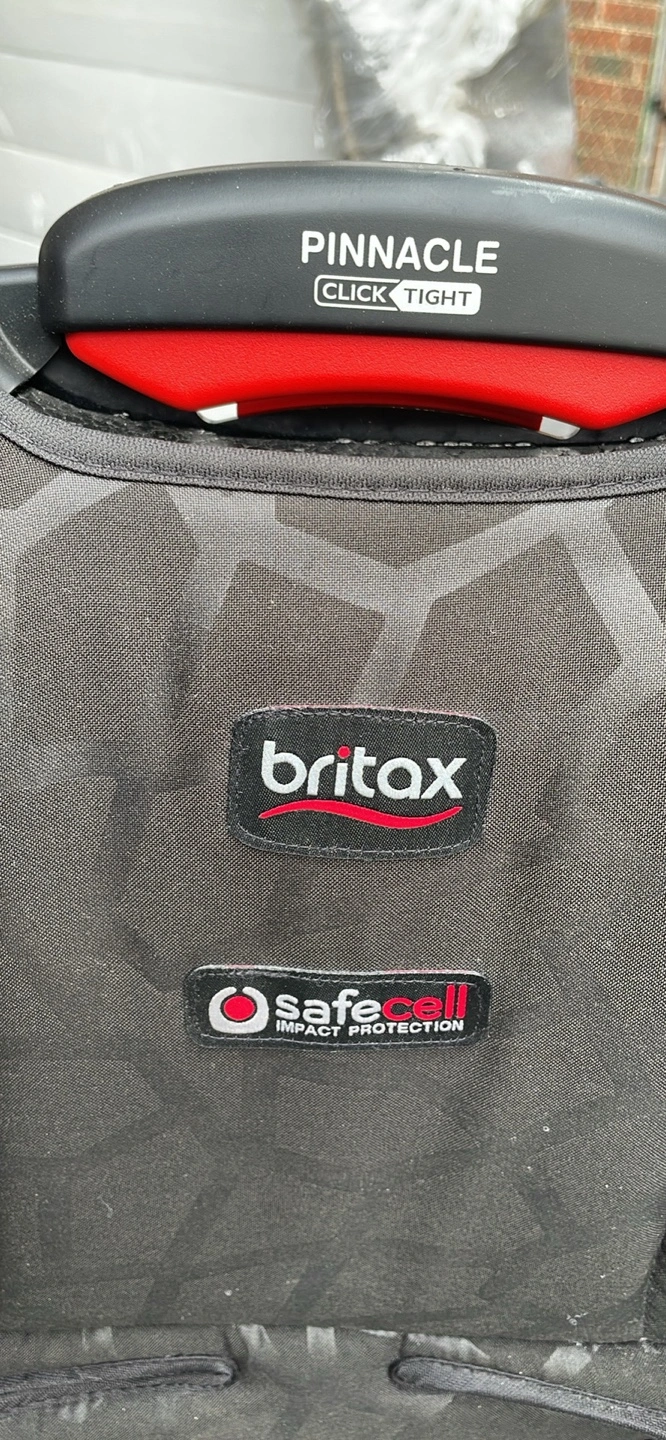 PINNACLE
CLICK TIGHT
britax
safecell
IMPACT PROTECTION